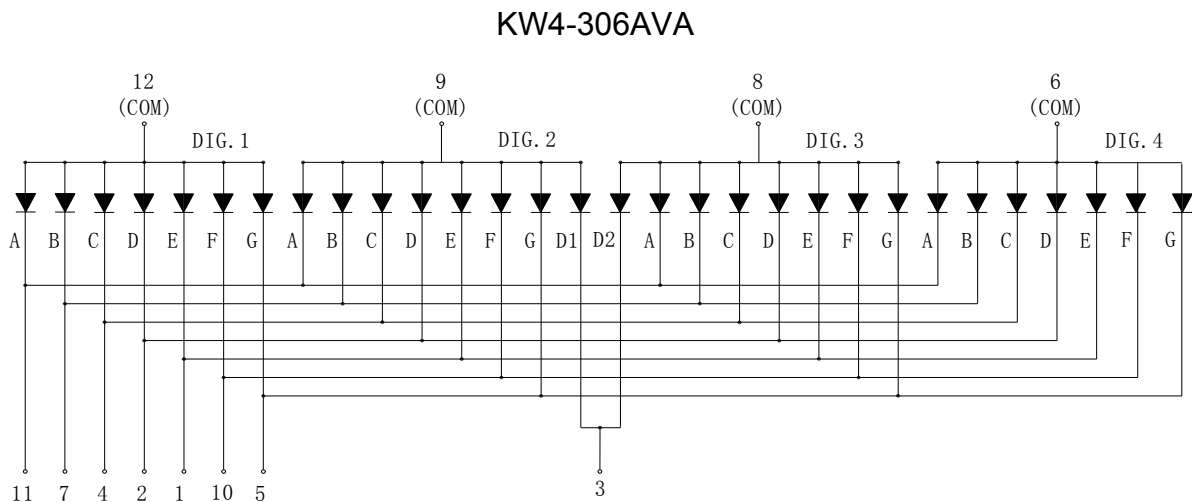 KW4-306AVA
12 9 8 6
(COM) (COM) (COM) (COM)
DIG.1 DIG.2 DIG.3 DIG.4
A B C D E F G A B C D E F G D1 D2 A B C D E F G A B C D E F G
11 7 4 2 1 10 5 3